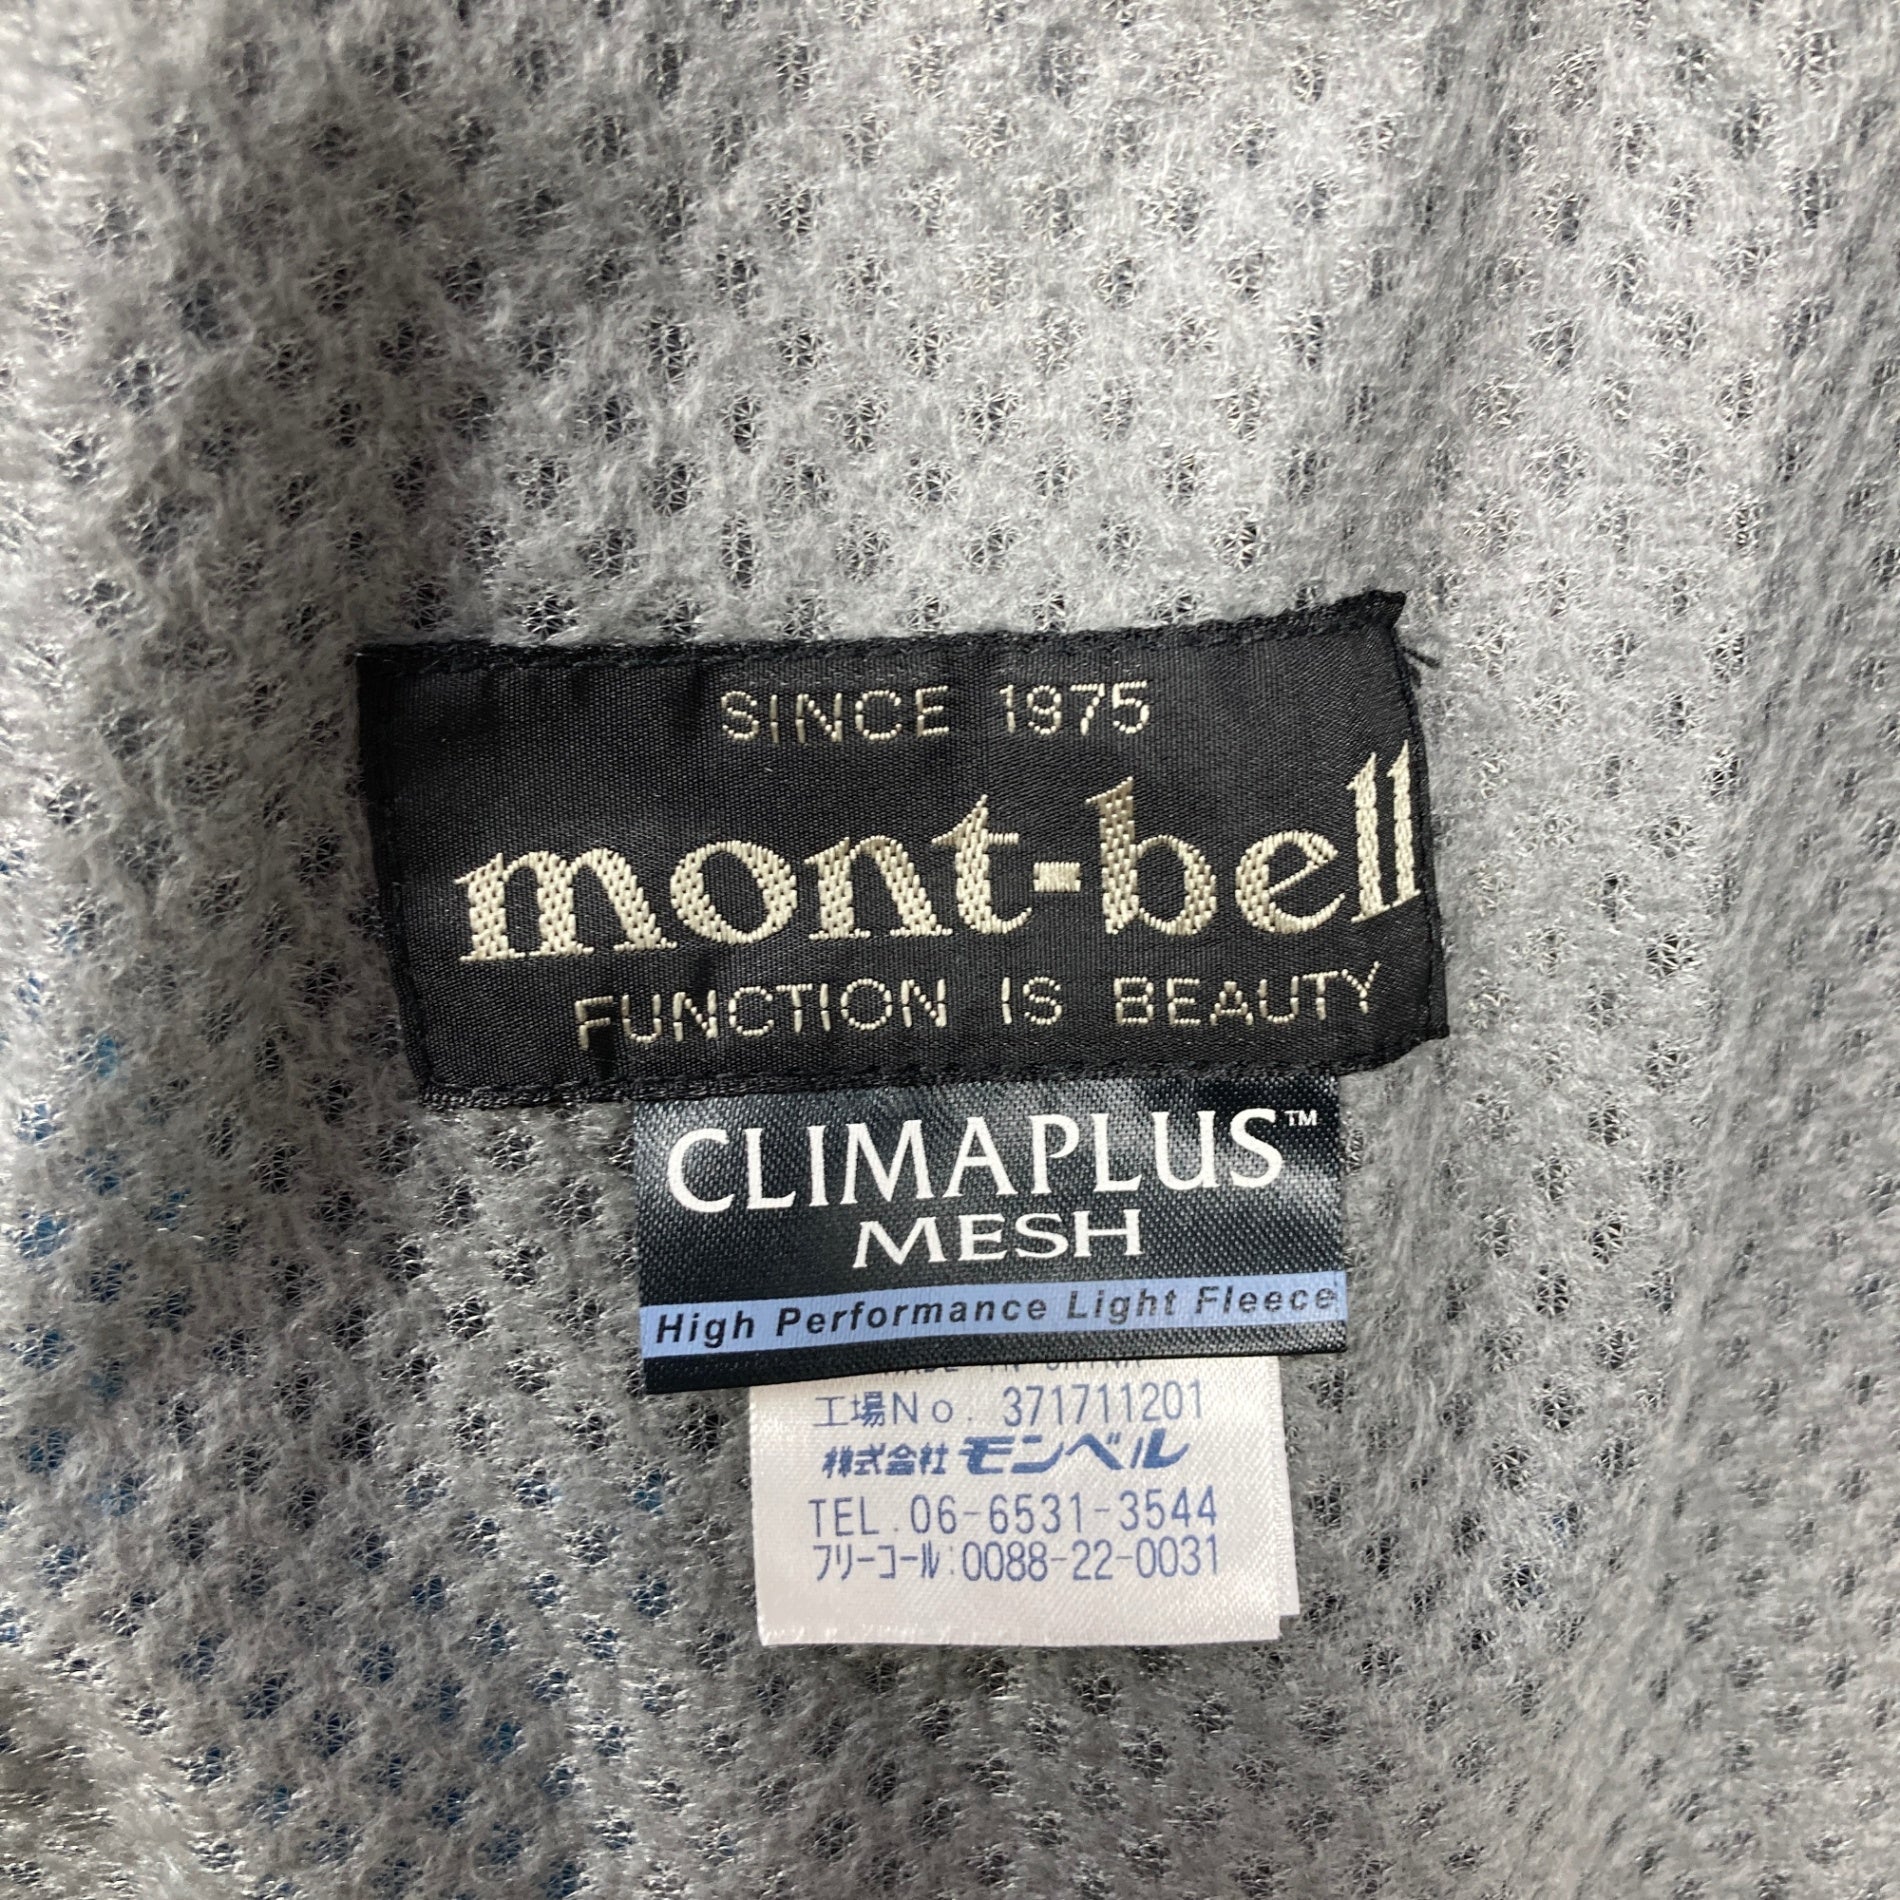 SINCE 1975
mont-bell
FUNCTION IS BEAUTY
CLIMAPLUS™
MESH
High Performance Light Fleece
工場No. 371711201
株式会社 モンベル
TEL.06-6531-3544
フリーコール:0088-22-0031